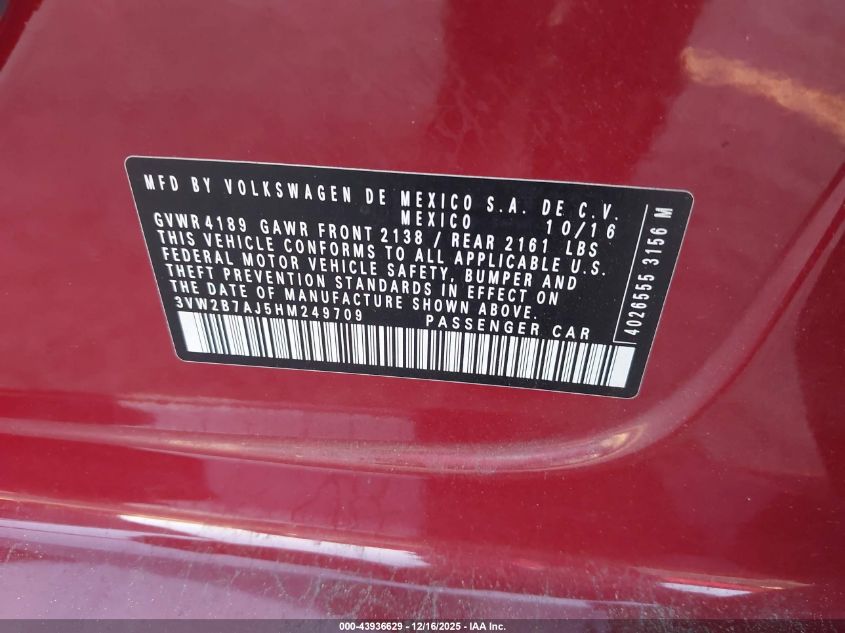 MFD BY VOLKSWAGEN DE MEXICO S.A. DE C.V.
MEXICO 10/16
GVWR 4189 GAWR FRONT 2138 / REAR 2161 LBS
THIS VEHICLE CONFORMS TO ALL APPLICABLE U.S.
FEDERAL MOTOR VEHICLE SAFETY, BUMPER AND
THEFT PREVENTION STANDARDS IN EFFECT ON
THE DATE OF MANUFACTURE SHOWN ABOVE.
3VW2B7AJ5HM249709 PASSENGER CAR
4026555 3156 M
000-43936629 - 12/16/2025 - IAA Inc.